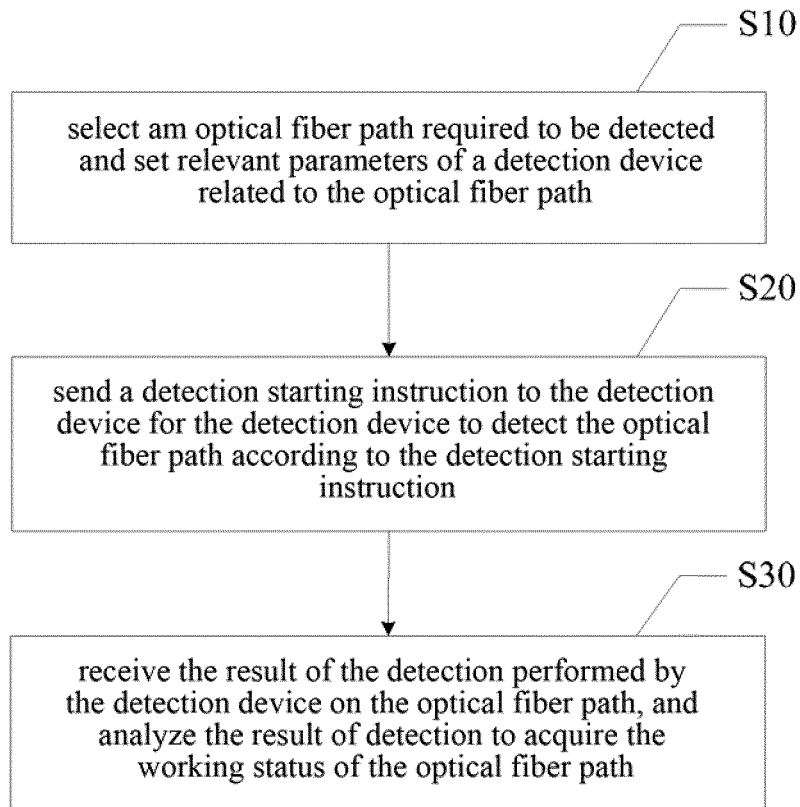 S10
select am optical fiber path required to be detected
and set relevant parameters of a detection device
related to the optical fiber path
S20
send a detection starting instruction to the detection
device for the detection device to detect the optical
fiber path according to the detection starting
instruction
S30
receive the result of the detection performed by
the detection device on the optical fiber path, and
analyze the result of detection to acquire the
working status of the optical fiber path